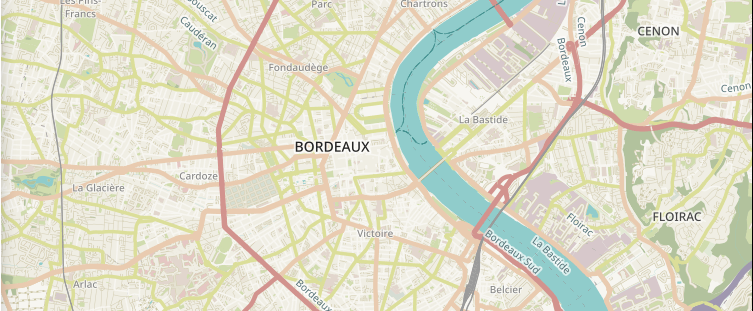 Les Pins-
Francs
Bouscat
Caudéran
Parc
Chartrons
Cenon
Bordeaux
CENON
Fondaudège
Cenon
La Bastide
BORDEAUX
La Glacière
Cardoze
Floirac
FLOIRAC
Victoire
Bordeaux Sud
La Bastide
Arlac
Bordeaux
Belcier